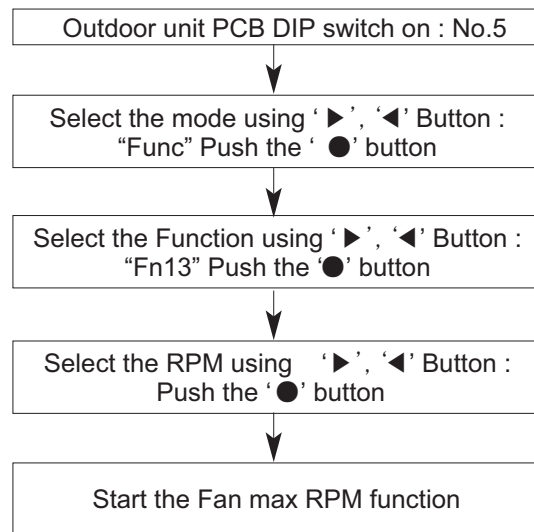 Outdoor unit PCB DIP switch on : No.5
Select the mode using ‘ ▶ ’, ‘◀ ’ Button :
“Func” Push the ‘ ● ’ button
Select the Function using ‘ ▶ ’, ‘◀ ’ Button :
“Fn13” Push the ‘● ’ button
Select the RPM using ‘ ▶ ’, ‘◀ ’ Button :
Push the ‘ ● ’ button
Start the Fan max RPM function